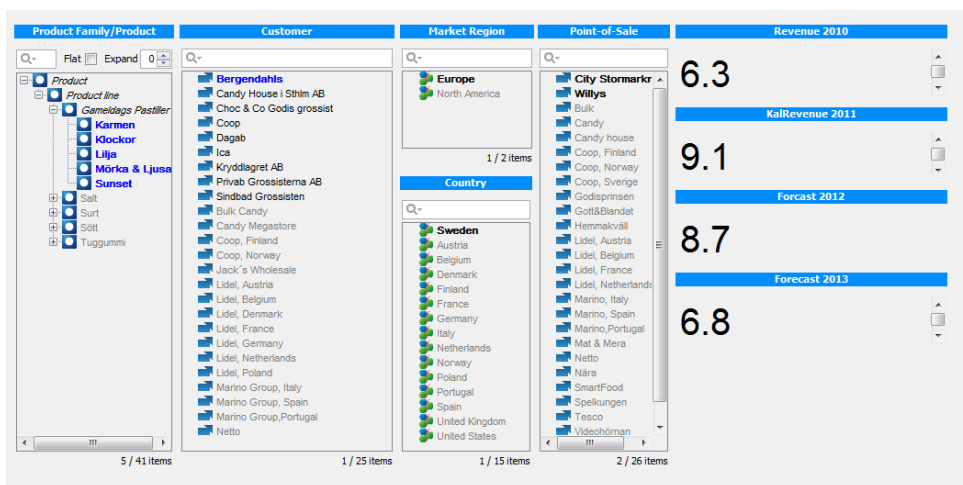 Product Family/Product
Flat Expand 0
Product
Product line
Gameldags Pastiller
Karmen
Klockor
Lilja
Mörka & Ljusa
Sunset
Salt
Surt
Sött
Tuggummi
5 / 41 items
Customer
Bergendahls
Candy House i Sthlm AB
Choc & Co Godis grossist
Coop
Dagab
Ica
Kryddlagret AB
Privab Grossisterna AB
Sindbad Grossisten
Bulk Candy
Candy Megastore
Coop, Finland
Coop, Norway
Jack´s Wholesale
Lidel, Austria
Lidel, Belgium
Lidel, Denmark
Lidel, France
Lidel, Germany
Lidel, Netherlands
Lidel, Poland
Marino Group, Italy
Marino Group, Spain
Marino Group,Portugal
Netto
1 / 25 items
Market Region
Europe
North America
1 / 2 items
Country
Sweden
Austria
Belgium
Denmark
Finland
France
Germany
Italy
Netherlands
Norway
Poland
Portugal
Spain
United Kingdom
United States
1 / 15 items
Point-of-Sale
City Stormarkr
Willys
Bulk
Candy
Candy house
Coop, Finland
Coop, Norway
Coop, Sverige
Godisprinsen
Gott&Blandat
Hemmakväll
Lidel, Austria
Lidel, Belgium
Lidel, France
Lidel, Netherlands
Marino, Italy
Marino, Spain
Marino,Portugal
Mat & Mera
Netto
Nära
SmartFood
Spelkungen
Tesco
Videohörnan
2 / 26 items
Revenue 2010
6.3
KalRevenue 2011
9.1
Forcast 2012
8.7
Forecast 2013
6.8